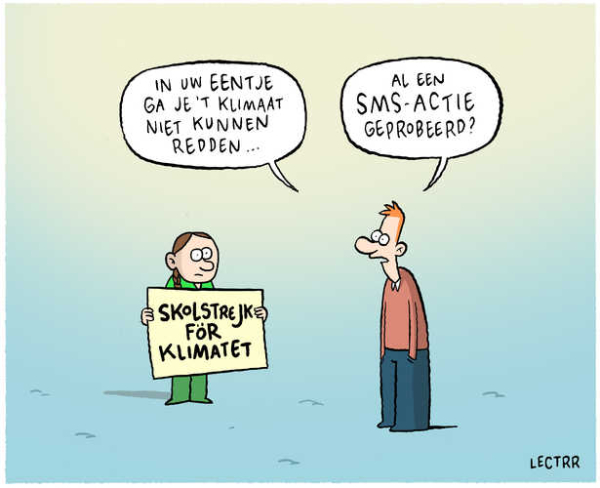 IN UW EENTJE
GA JE 'T KLIMAAT
NIET KUNNEN
REDDEN...
AL EEN
SMS-ACTIE
GEPROBEERD?
SKOLSTREJK
FÖR
KLIMATET
LECTRR